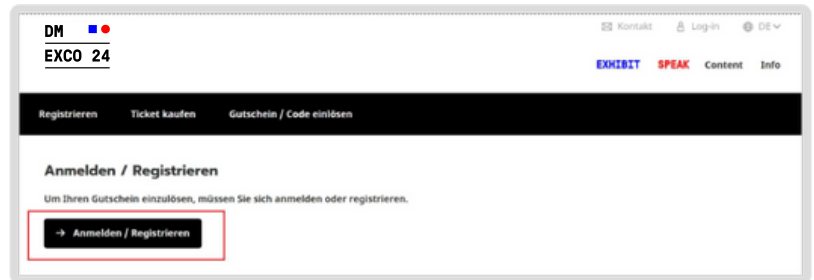 DM
EXCO 24
Kontakt Log-in DE
EXHIBIT SPEAK Content Info
Registrieren Ticket kaufen Gutschein / Code einlösen
Anmelden / Registrieren
Um Ihren Gutschein einzulösen, müssen Sie sich anmelden oder registrieren.
→ Anmelden / Registrieren